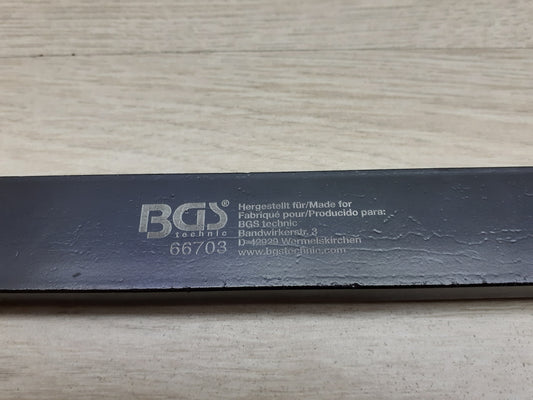 BGS®
technic
66703
Hergestellt für/Made for
Fabriqué pour/Producido para:
BGS technic
Bandwirkerstr. 3
D-42929 Wermelskirchen
www.bgstechnic.com